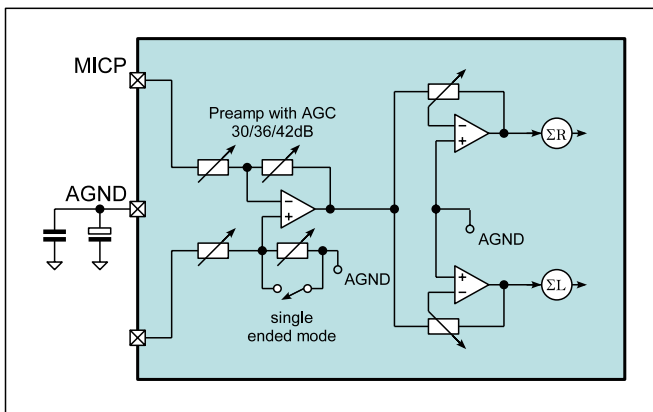 MICP
Preamp with AGC
30/36/42dB
ΣR
AGND
AGND
AGND
ΣL
single
ended mode